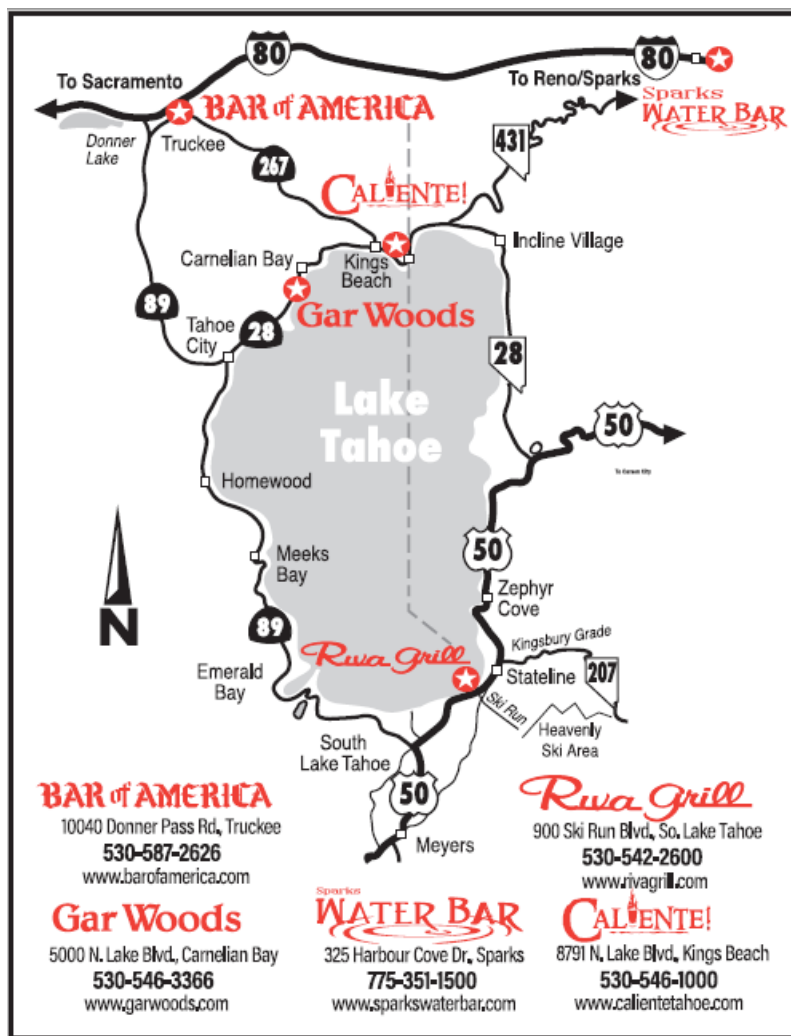 80
80
To Sacramento
To Reno/Sparks
Sparks
WATER BAR
BAR of AMERICA
Donner
Lake
Truckee
431
267
CALIENTE!
Incline Village
Carnelian Bay
Kings
Beach
89
Gar Woods
Tahoe
City
28
28
Lake
Tahoe
50
To Carson City
Homewood
50
Meeks
Bay
Zephyr
Cove
N
89
Kingsbury Grade
Riva Grill
Emerald
Bay
Stateline
207
Ski Run
Heavenly
Ski Area
South
Lake Tahoe
50
Meyers
BAR of AMERICA
10040 Donner Pass Rd., Truckee
530-587-2626
www.barofamerica.com
Riva Grill
900 Ski Run Blvd., So. Lake Tahoe
530-542-2600
www.rivagrill.com
Gar Woods
5000 N. Lake Blvd., Carnelian Bay
530-546-3366
www.garwoods.com
Sparks
WATER BAR
325 Harbour Cove Dr., Sparks
775-351-1500
www.sparkswaterbar.com
CALIENTE!
8791 N. Lake Blvd., Kings Beach
530-546-1000
www.calientetahoe.com